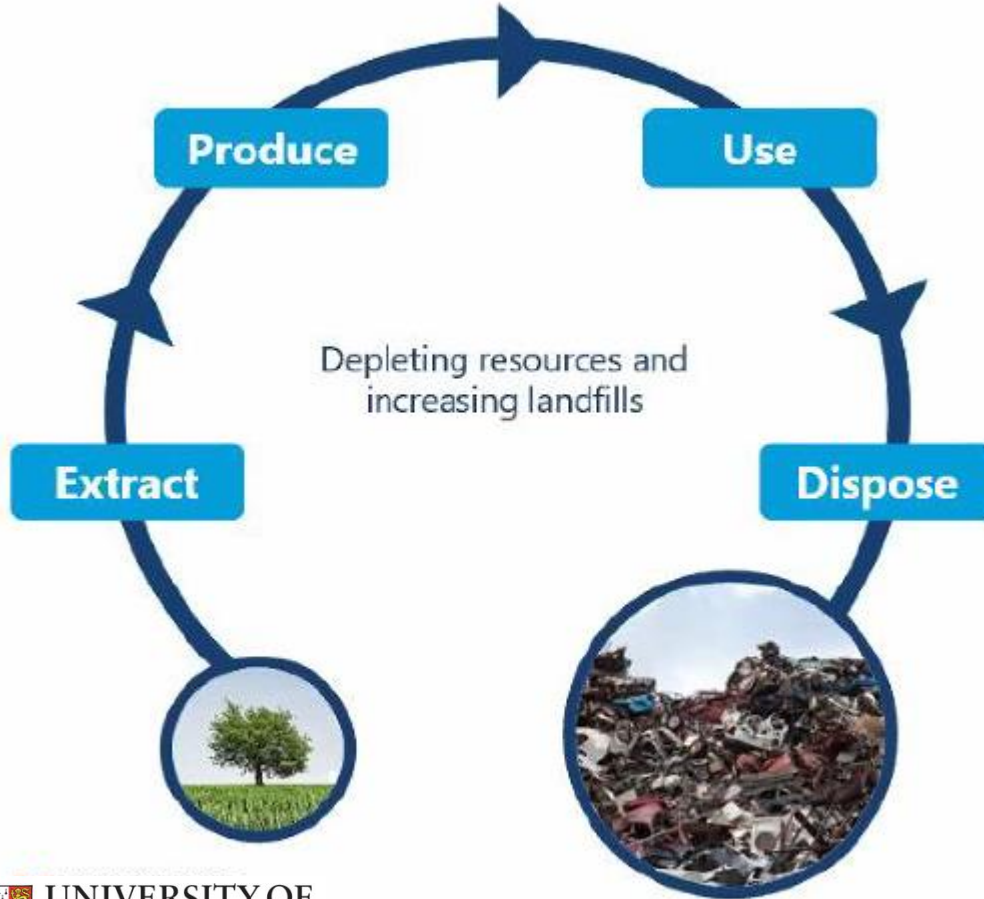 Produce
Use
Depleting resources and
increasing landfills
Extract
Dispose
UNIVERSITY OF